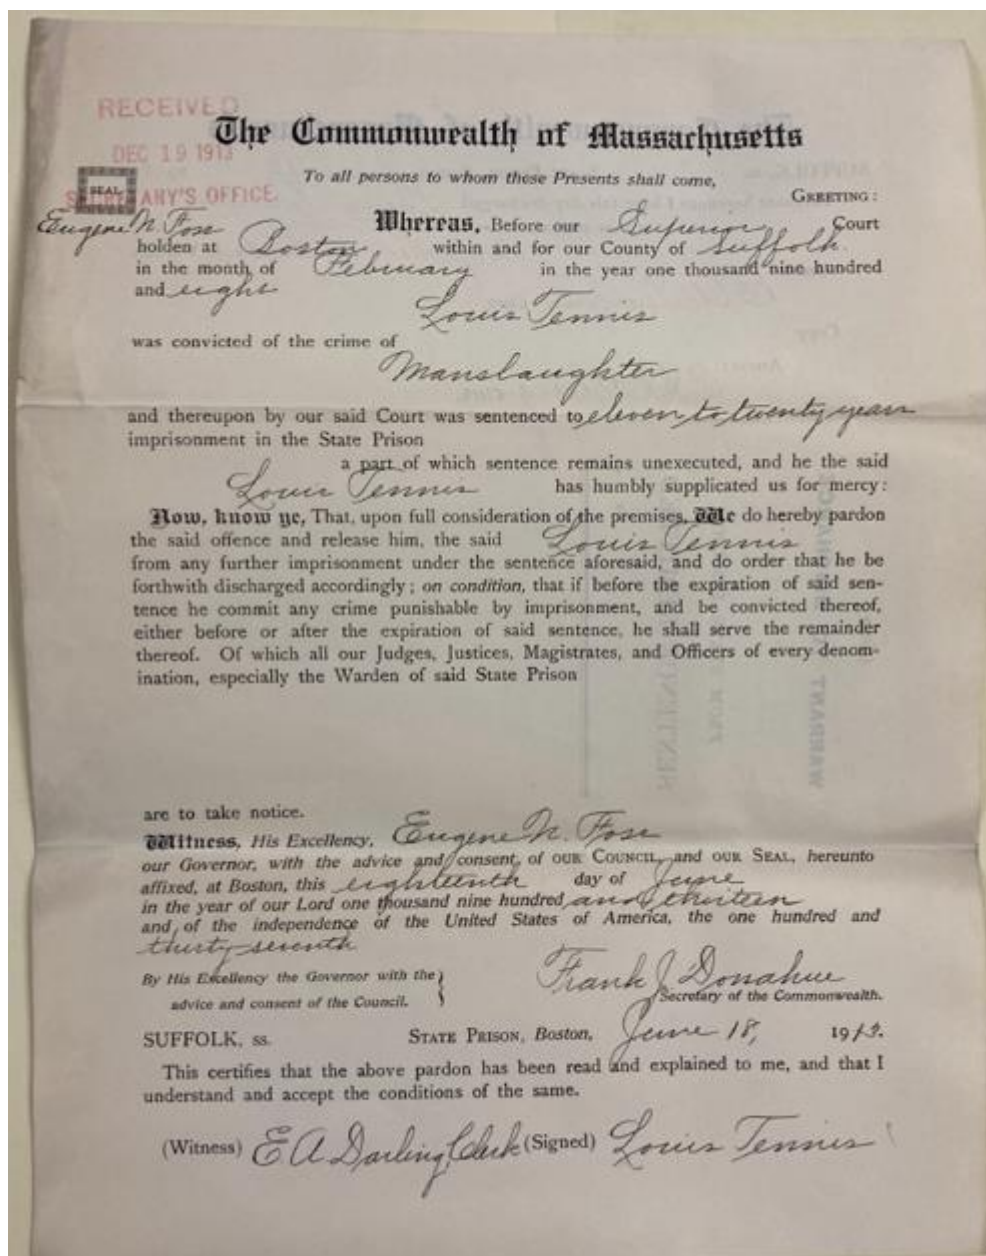 RECEIVED
The Commonwealth of Massachusetts
DEC 19 1913
To all persons to whom these Presents shall come,
SEAL
SECRETARY'S OFFICE
GREETING:
Eugene N. Foss
Whereas, Before our Superior Court
holden at Boston within and for our County of Suffolk
in the month of February in the year one thousand nine hundred
and eight
Louis Tennis
was convicted of the crime of
Manslaughter
and thereupon by our said Court was sentenced to eleven to twenty years
imprisonment in the State Prison
a part of which sentence remains unexecuted, and he the said
Louis Tennis has humbly supplicated us for mercy:
Now, know ye, That, upon full consideration of the premises, We do hereby pardon
the said offence and release him, the said Louis Tennis
from any further imprisonment under the sentence aforesaid, and do order that he be
forthwith discharged accordingly; on condition, that if before the expiration of said sen-
tence he commit any crime punishable by imprisonment, and be convicted thereof,
either before or after the expiration of said sentence, he shall serve the remainder
thereof. Of which all our Judges, Justices, Magistrates, and Officers of every denom-
ination, especially the Warden of said State Prison
are to take notice.
Witness, His Excellency, Eugene N. Foss
our Governor, with the advice and consent of OUR COUNCIL, and OUR SEAL, hereunto
affixed, at Boston, this eighteenth day of June
in the year of our Lord one thousand nine hundred and thirteen
and of the independence of the United States of America, the one hundred and
thirty-seventh
By His Excellency the Governor with the
advice and consent of the Council.
Frank J Donahue
Secretary of the Commonwealth.
SUFFOLK, ss. STATE PRISON, Boston, June 18, 1913.
This certifies that the above pardon has been read and explained to me, and that I
understand and accept the conditions of the same.
(Witness) E A Darling Clerk (Signed) Louis Tennis